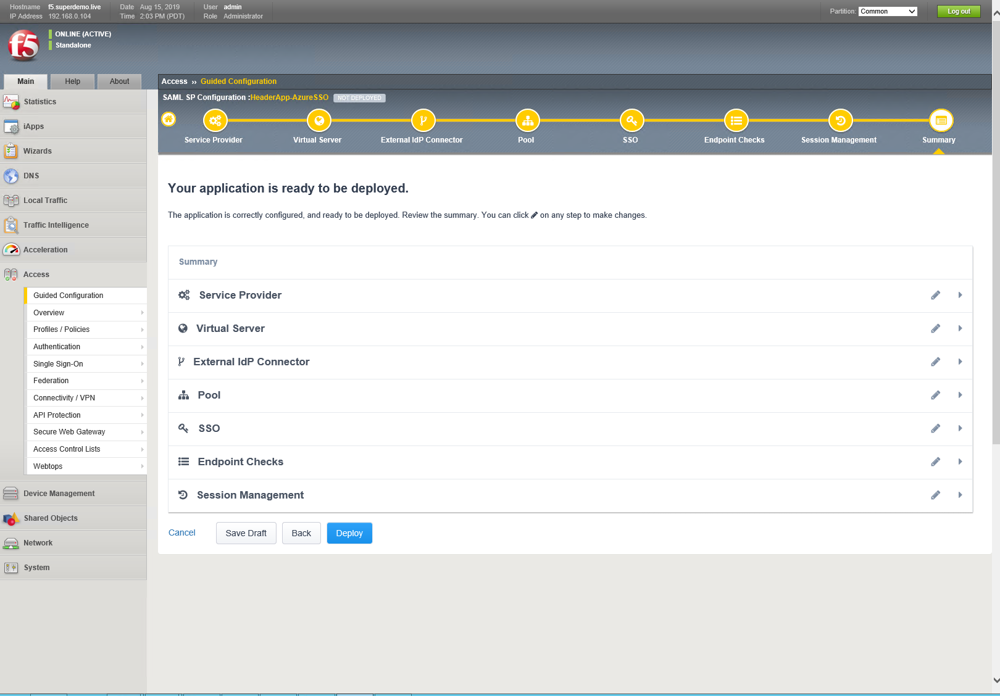 Hostname f5.superdemo.live Date Aug 15, 2019 User admin
IP Address 192.168.0.104 Time 2:03 PM (PDT) Role Administrator
Partition: Common Log out
f5
ONLINE (ACTIVE)
Standalone
Main Help About
Access ›› Guided Configuration
SAML SP Configuration :HeaderApp-AzureSSO NOT DEPLOYED
Service Provider Virtual Server External IdP Connector Pool SSO Endpoint Checks Session Management Summary
Statistics
iApps
Wizards
DNS
Local Traffic
Traffic Intelligence
Acceleration
Access
Guided Configuration
Overview
Profiles / Policies
Authentication
Single Sign-On
Federation
Connectivity / VPN
API Protection
Secure Web Gateway
Access Control Lists
Webtops
Device Management
Shared Objects
Network
System
Your application is ready to be deployed.
The application is correctly configured, and ready to be deployed. Review the summary. You can click on any step to make changes.
Summary
Service Provider
Virtual Server
External IdP Connector
Pool
SSO
Endpoint Checks
Session Management
Cancel Save Draft Back Deploy